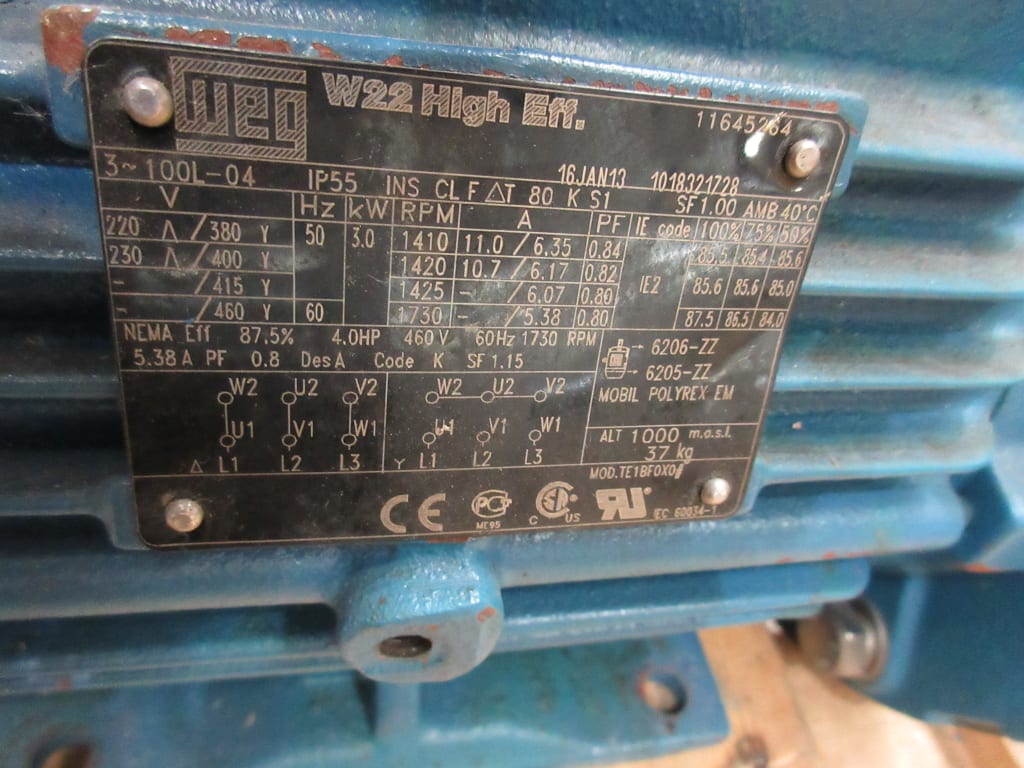 WEG W22 High Eff. 11645264
3~100L-04 IP55 INS CL F ΔT 80 K S1 16JAN13 1018321728
SF1.00 AMB 40°C
V Hz kW RPM A PF IE code 100% 75% 50%
220 Δ/380 Y 50 3.0 1410 11.0/6.35 0.84 IE2 85.5 85.4 85.6
230 Δ/400 Y 1420 10.7/6.17 0.82 85.6 85.6 85.0
-/415 Y 1425 -/6.07 0.80
-/460 Y 60 1730 -/5.38 0.80 87.5 86.5 84.0
NEMA Eff 87.5% 4.0HP 460V 60Hz 1730 RPM
5.38A PF 0.8 Des A Code K SF1.15
→ 6206-ZZ
→ 6205-ZZ
MOBIL POLYREX EM
W2 U2 V2 W2 U2 V2
U1 V1 W1 U1 V1 W1
Δ L1 L2 L3 Y L1 L2 L3
ALT 1000 m.a.s.l.
37 kg
MOD.TE1BF0X0
CE PCT ME95 C SA US RU IEC 60034-1